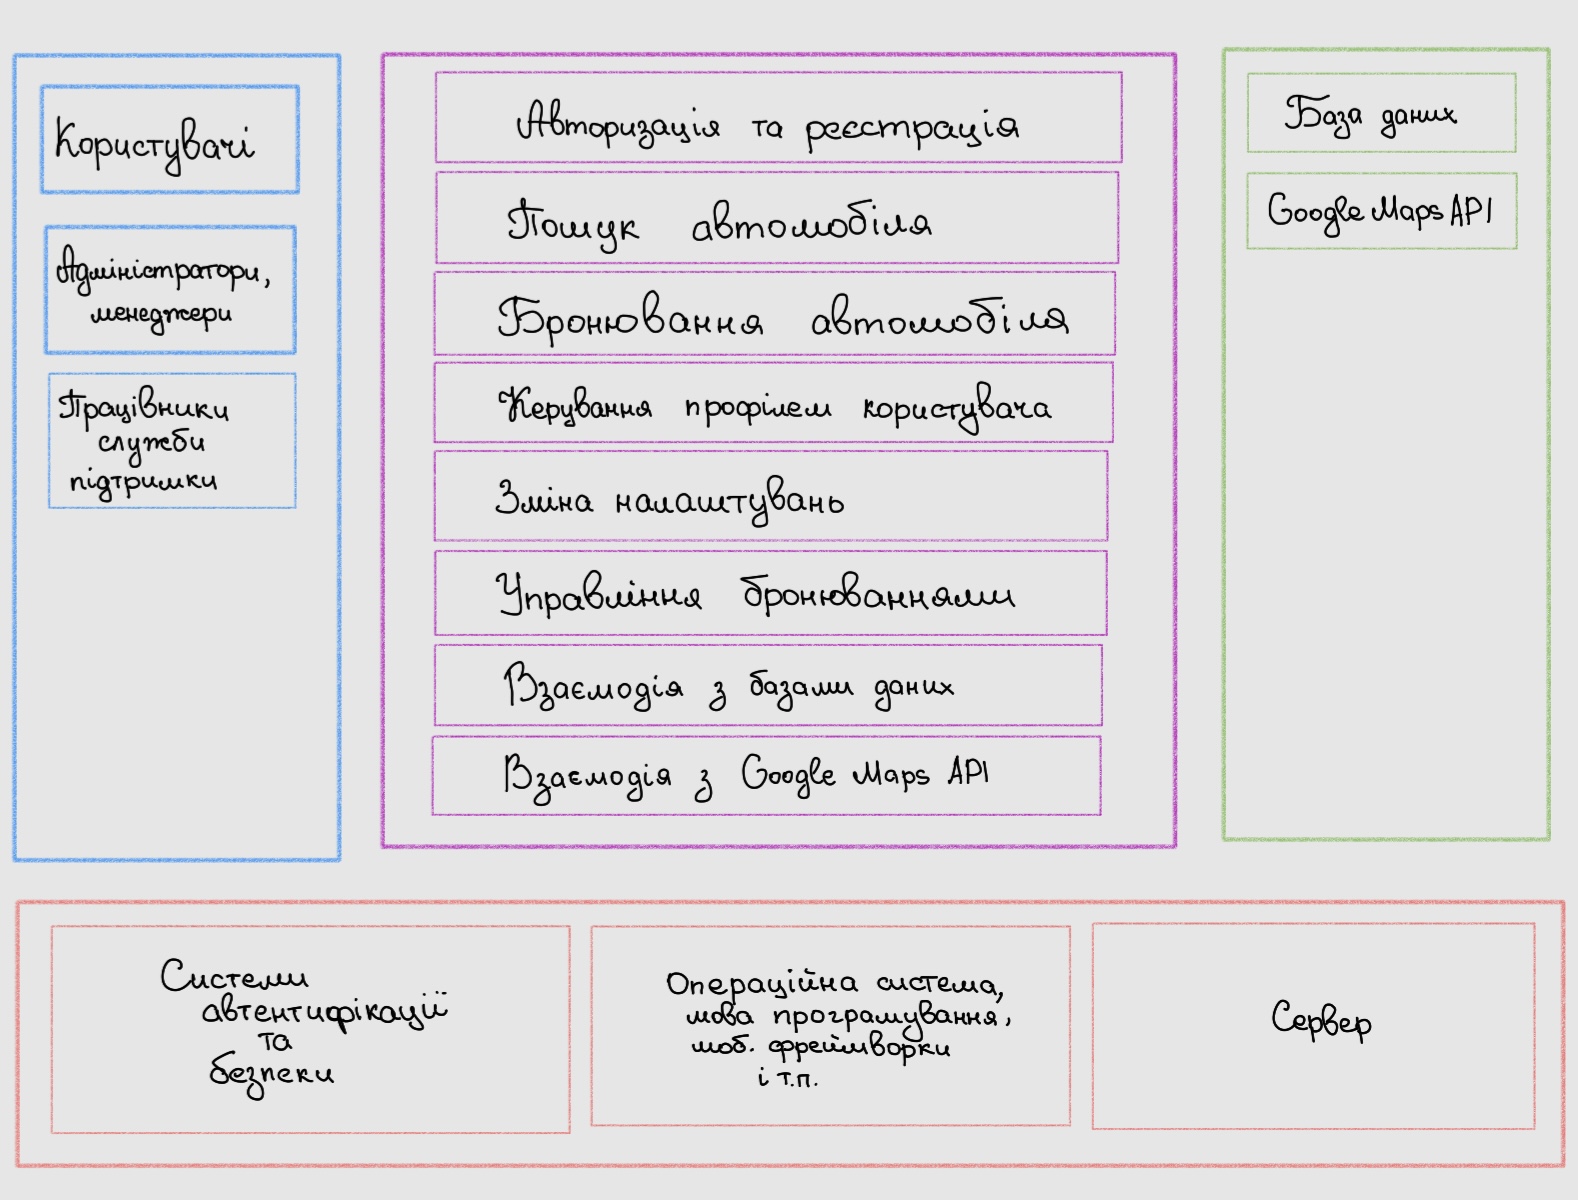 Користувачі
Адміністратори,
менеджери
Працівники
служби
підтримки
Авторизація та реєстрація
Пошук автомобіля
Бронювання автомобіля
Керування профілем користувача
Зміна налаштувань
Управління бронюваннями
Взаємодія з базами даних
Взаємодія з Google Maps API
База даних
Google Maps API
Системи
автентифікації
та
безпеки
Операційна система,
мова програмування,
моб. фреймворки
і т.п.
Сервер